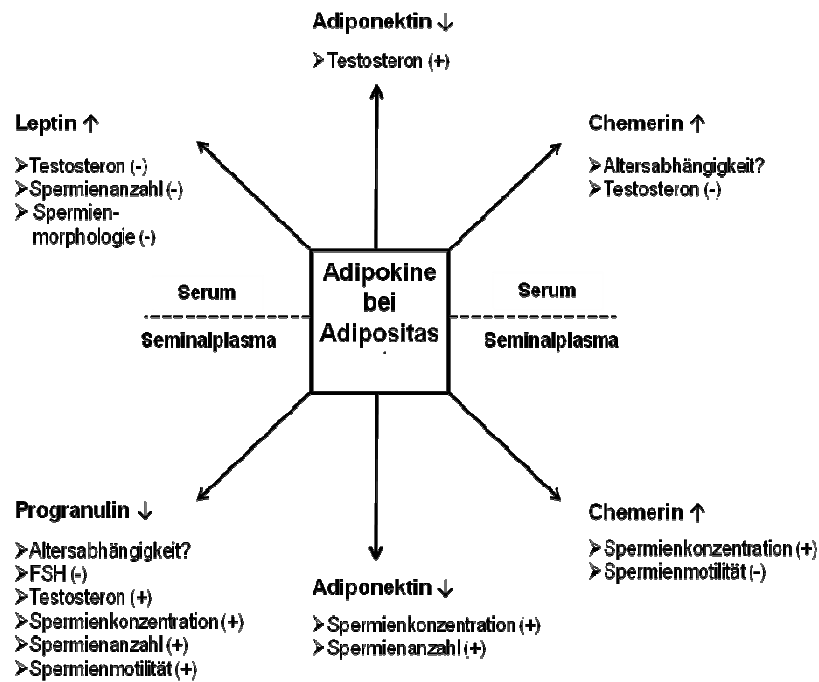 Adiponektin ↓
➢Testosteron (+)
Leptin ↑
➢Testosteron (-)
➢Spermienanzahl (-)
➢ Spermien-
morphologie (-)
Chemerin ↑
➢Altersabhängigkeit?
➢Testosteron (-)
Adipokine
bei
Adipositas
Serum
Seminalplasma
Serum
Seminalplasma
Progranulin ↓
➢Altersabhängigkeit?
➢FSH (-)
➢Testosteron (+)
➢Spermienkonzentration (+)
➢Spermienanzahl (+)
➢Spermienmotilität (+)
Adiponektin ↓
➢Spermienkonzentration (+)
➢Spermienanzahl (+)
Chemerin ↑
➢Spermienkonzentration (+)
➢Spermienmotilität (-)